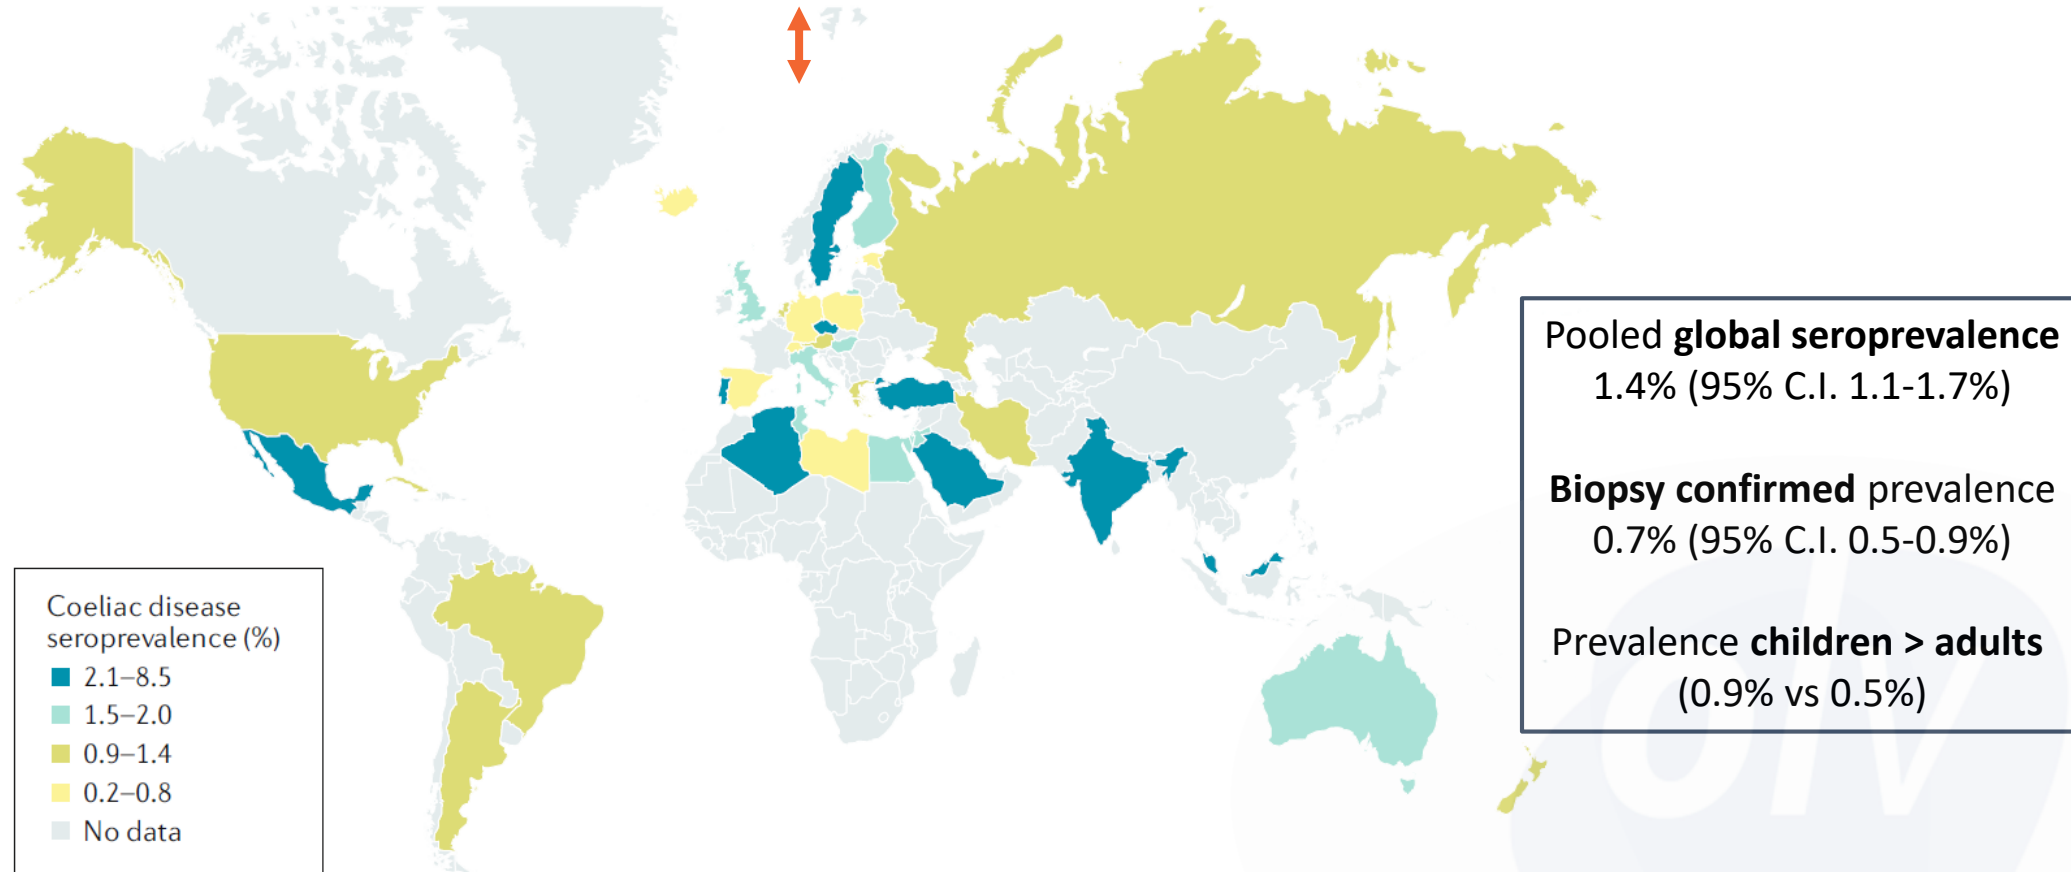 Pooled global seroprevalence
1.4% (95% C.I. 1.1-1.7%)
Biopsy confirmed prevalence
0.7% (95% C.I. 0.5-0.9%)
Prevalence children > adults
(0.9% vs 0.5%)
Coeliac disease
seroprevalence (%)
2.1–8.5
1.5–2.0
0.9–1.4
0.2–0.8
No data
olv